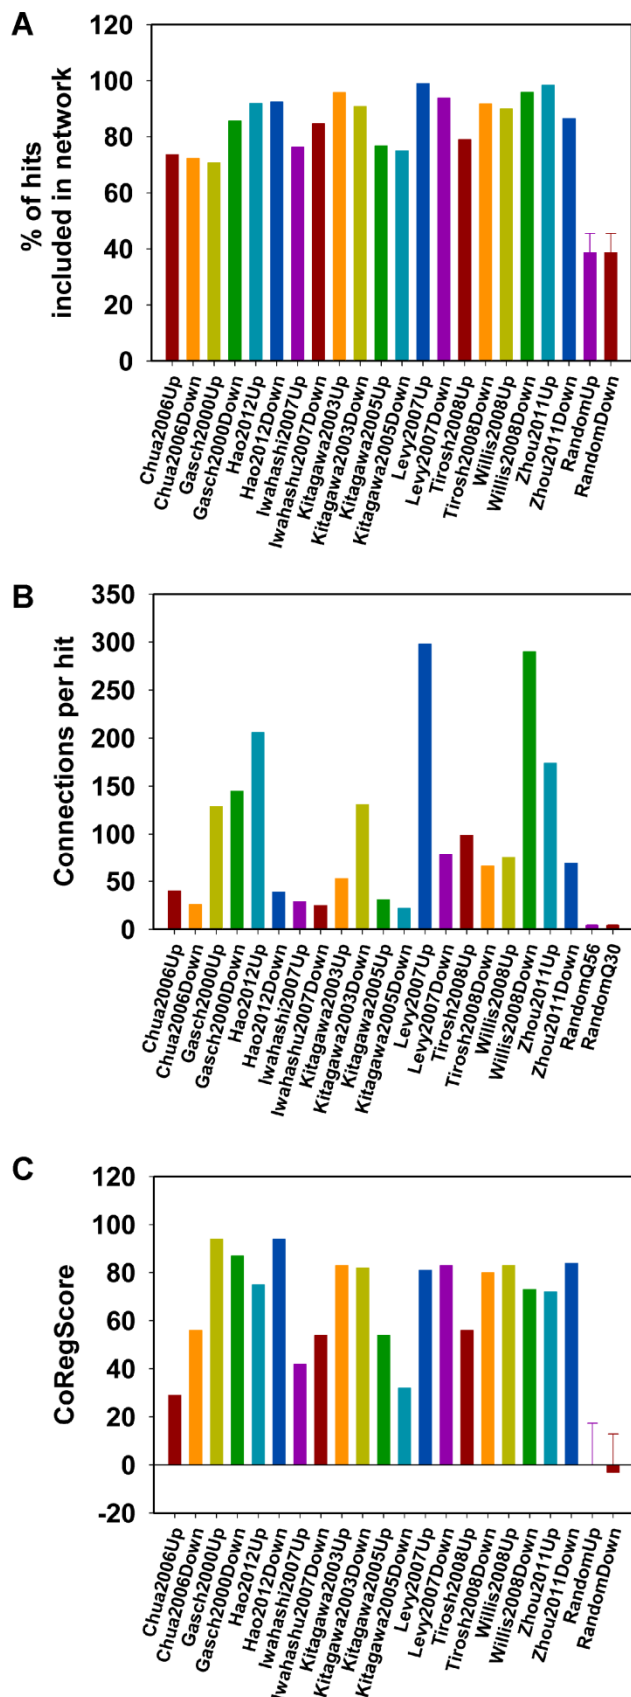 A
% of hits
included in network
120
100
80
60
40
20
0
Chua2006Up
Chua2006Down
Gasch2000Up
Gasch2000Down
Hao2012Up
Hao2012Down
Iwahashi2007Up
Iwahashu2007Down
Kitagawa2003Up
Kitagawa2003Down
Kitagawa2005Up
Kitagawa2005Down
Levy2007Up
Levy2007Down
Tirosh2008Up
Tirosh2008Down
Willis2008Up
Willis2008Down
Zhou2011Up
Zhou2011Down
RandomUp
RandomDown
B
Connections per hit
350
300
250
200
150
100
50
0
Chua2006Up
Chua2006Down
Gasch2000Up
Gasch2000Down
Hao2012Up
Hao2012Down
Iwahashi2007Up
Iwahashu2007Down
Kitagawa2003Up
Kitagawa2003Down
Kitagawa2005Up
Kitagawa2005Down
Levy2007Up
Levy2007Down
Tirosh2008Up
Tirosh2008Down
Willis2008Up
Willis2008Down
Zhou2011Up
Zhou2011Down
RandomQ56
RandomQ30
C
CoRegScore
120
100
80
60
40
20
0
-20
Chua2006Up
Chua2006Down
Gasch2000Up
Gasch2000Down
Hao2012Up
Hao2012Down
Iwahashi2007Up
Iwahashu2007Down
Kitagawa2003Up
Kitagawa2003Down
Kitagawa2005Up
Kitagawa2005Down
Levy2007Up
Levy2007Down
Tirosh2008Up
Tirosh2008Down
Willis2008Up
Willis2008Down
Zhou2011Up
Zhou2011Down
RandomUp
RandomDown